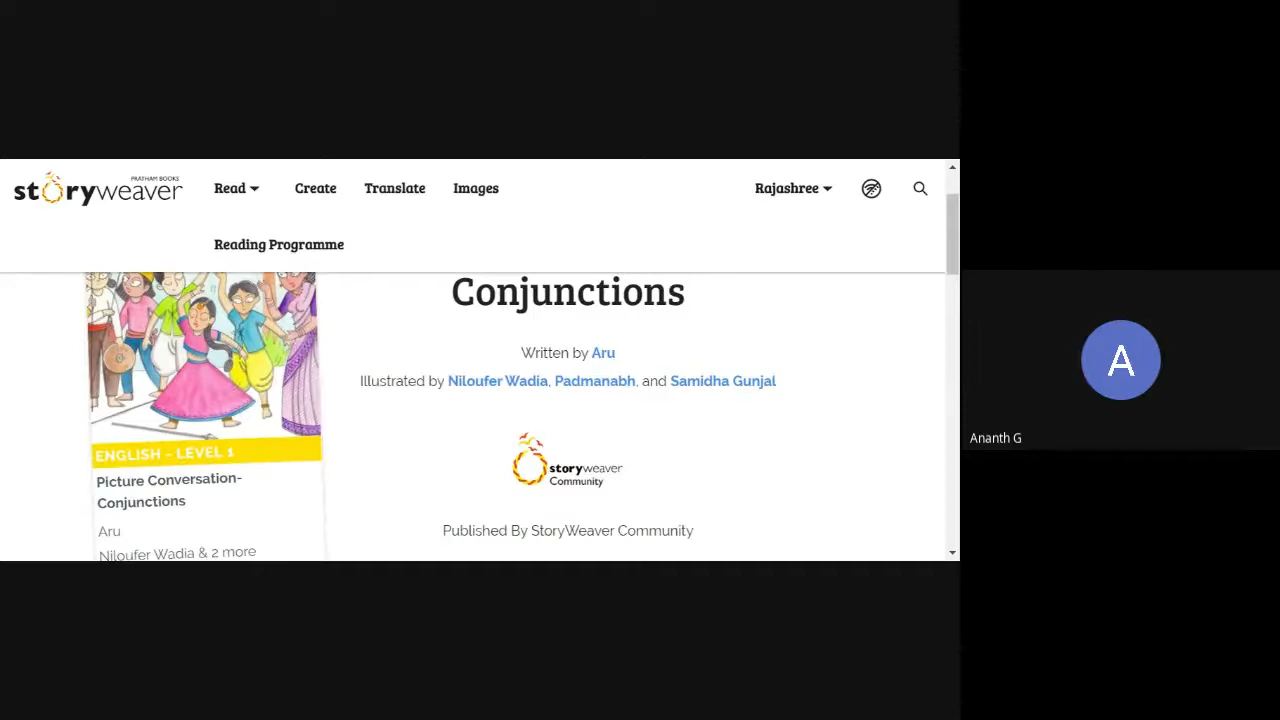 PRATHAM BOOKS
storyweaver
Read
Create
Translate
Images
Rajashree
Reading Programme
Conjunctions
Written by Aru
Illustrated by Niloufer Wadia, Padmanabh, and Samidha Gunjal
storyweaver
Community
Published By StoryWeaver Community
ENGLISH - LEVEL 1
Picture Conversation-
Conjunctions
Aru
Niloufer Wadia & 2 more
A
Ananth G